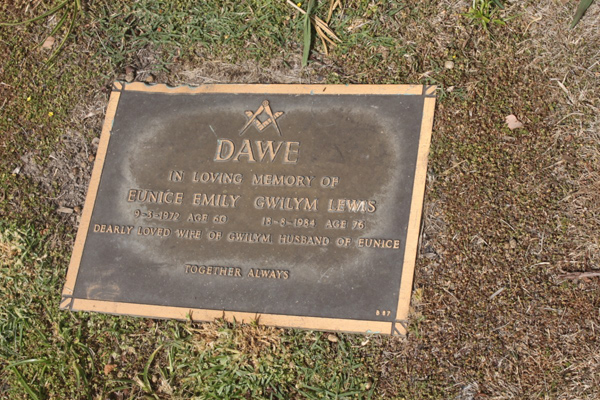 DAWE
IN LOVING MEMORY OF
EUNICE EMILY GWILYM LEWIS
9-3-1972 AGE 60 18-8-1984 AGE 76
DEARLY LOVED WIFE OF GWILYM, HUSBAND OF EUNICE
TOGETHER ALWAYS
B 87